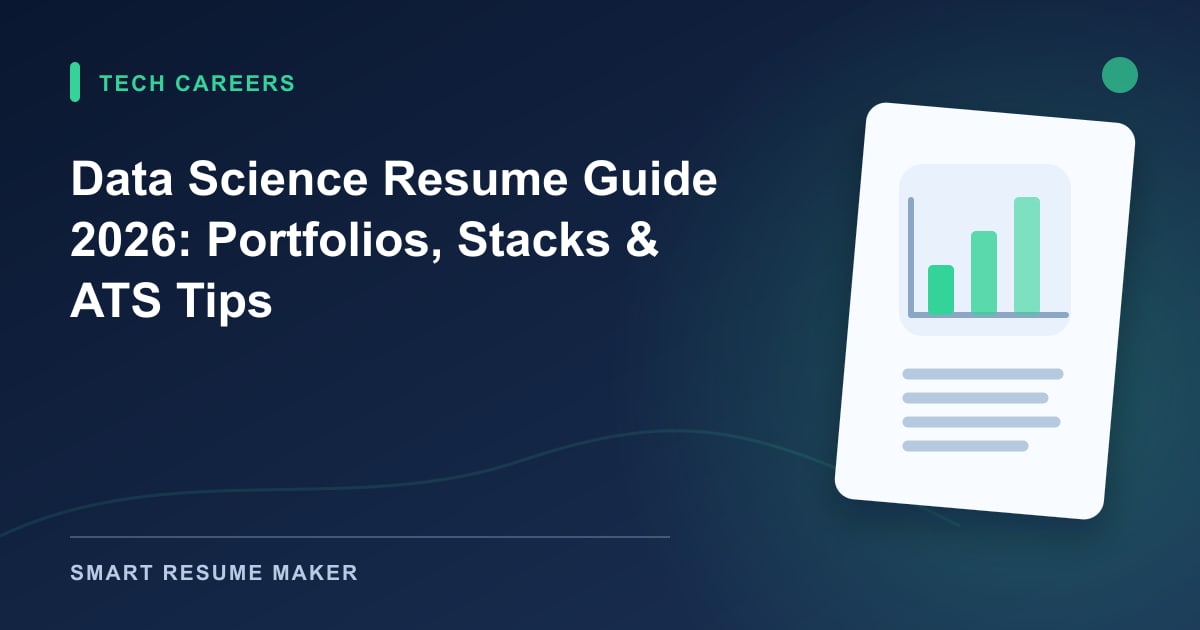 TECH CAREERS
Data Science Resume Guide
2026: Portfolios, Stacks &
ATS Tips
SMART RESUME MAKER